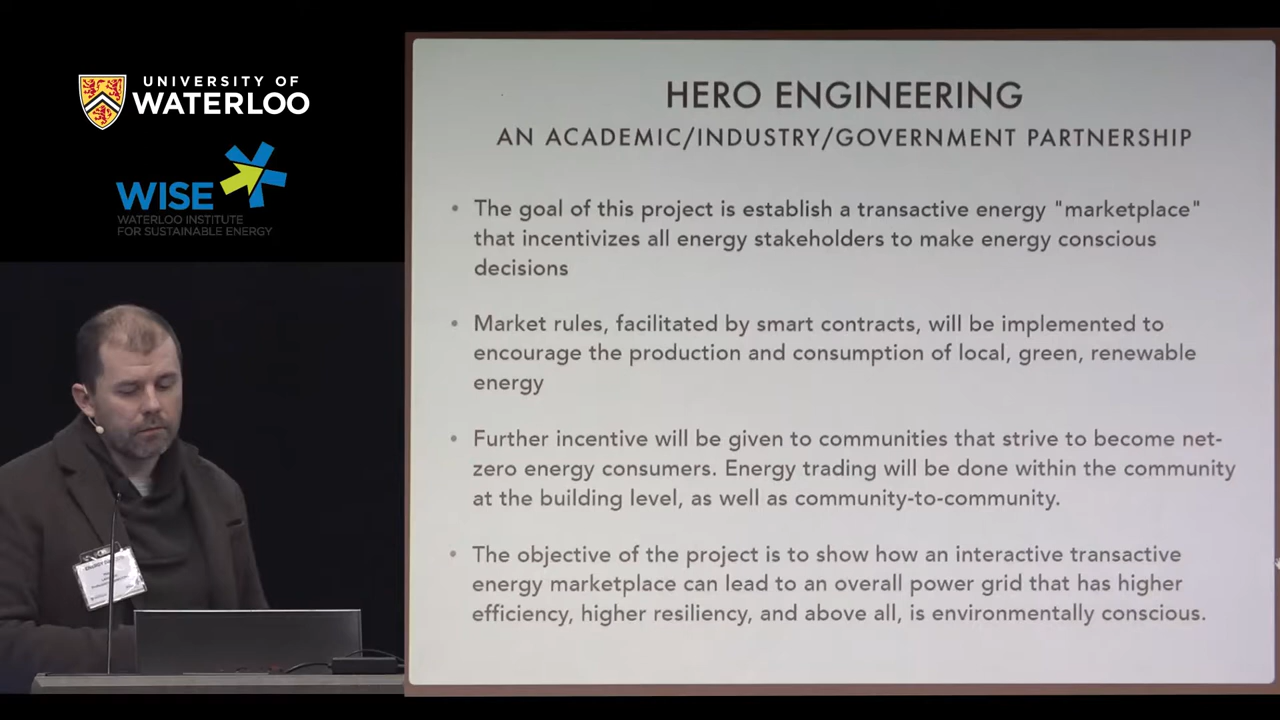 UNIVERSITY OF
WATERLOO
WISE
WATERLOO INSTITUTE
FOR SUSTAINABLE ENERGY
HERO ENGINEERING
AN ACADEMIC/INDUSTRY/GOVERNMENT PARTNERSHIP
• The goal of this project is establish a transactive energy "marketplace"
that incentivizes all energy stakeholders to make energy conscious
decisions
• Market rules, facilitated by smart contracts, will be implemented to
encourage the production and consumption of local, green, renewable
energy
• Further incentive will be given to communities that strive to become net-
zero energy consumers. Energy trading will be done within the community
at the building level, as well as community-to-community.
• The objective of the project is to show how an interactive transactive
energy marketplace can lead to an overall power grid that has higher
efficiency, higher resiliency, and above all, is environmentally conscious.